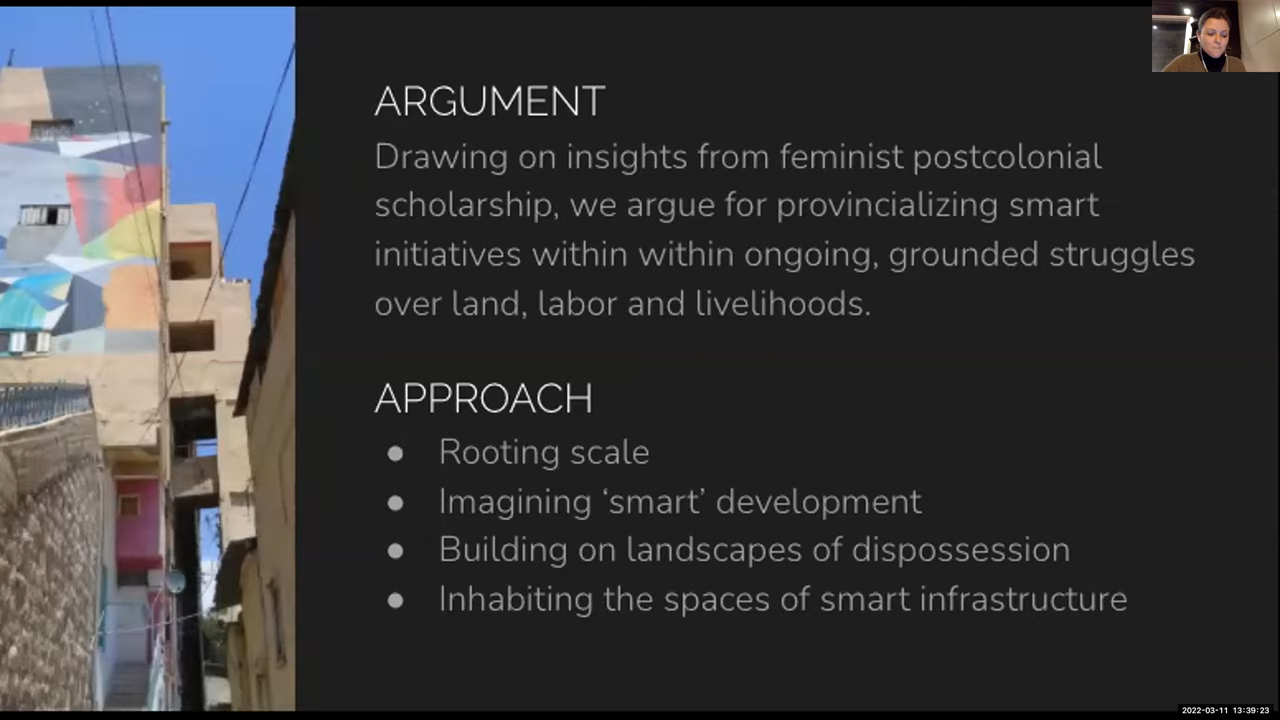 ARGUMENT
Drawing on insights from feminist postcolonial
scholarship, we argue for provincializing smart
initiatives within within ongoing, grounded struggles
over land, labor and livelihoods.
APPROACH
● Rooting scale
● Imagining ‘smart’ development
● Building on landscapes of dispossession
● Inhabiting the spaces of smart infrastructure
2022-03-11 13:39:23